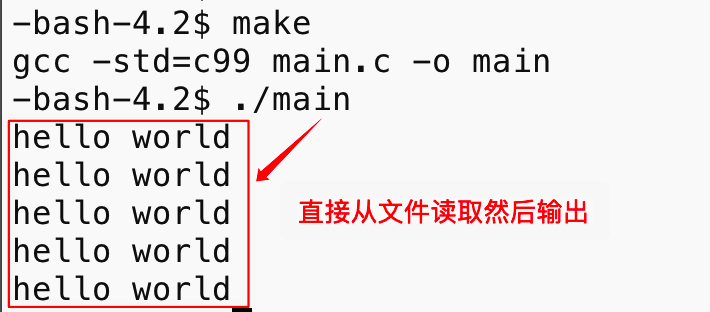 -bash-4.2$ make
gcc -std=c99 main.c -o main
-bash-4.2$ ./main
hello world
hello world
直接从文件读取然后输出
hello world
hello world
hello world